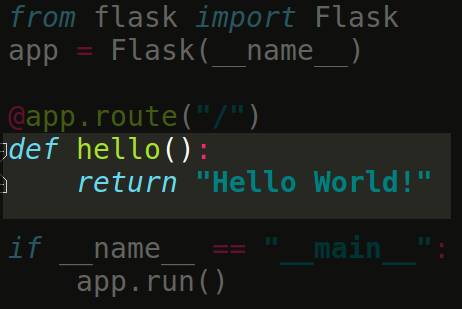 from flask import Flask
app = Flask(__name__)
@app.route("/")
def hello():
    return "Hello World!"
if __name__ == "__main__":
    app.run()